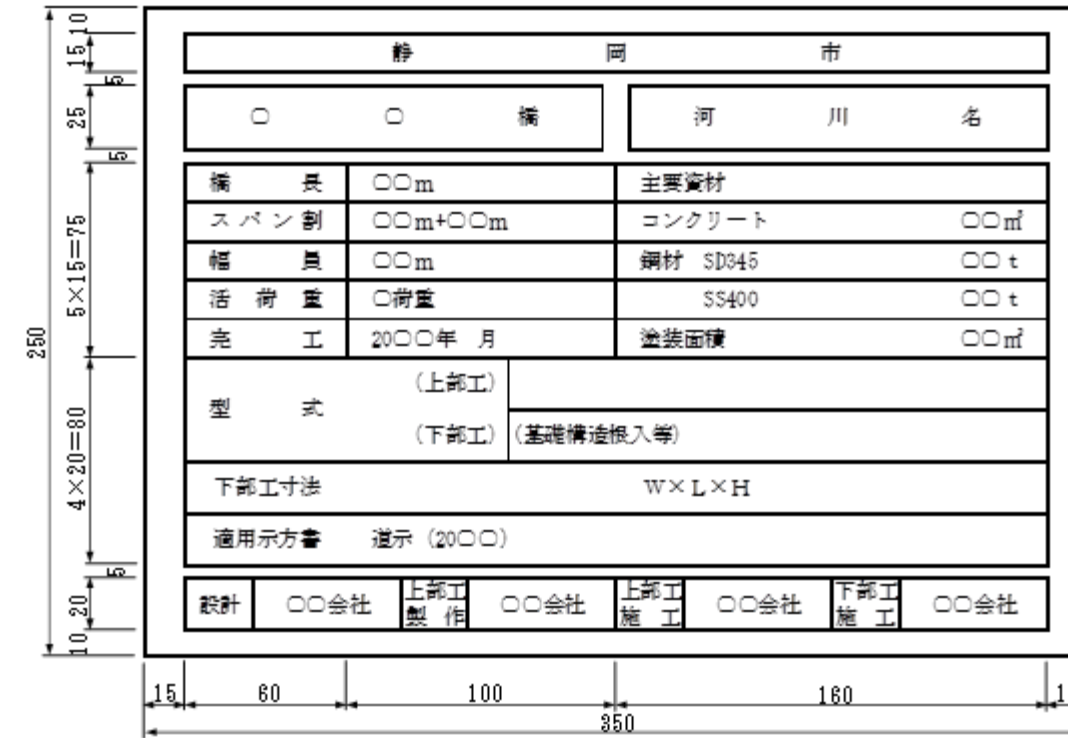 静岡市
○○橋 河川名
橋長 ○○m 主要資材
スパン割 ○○m+○○m コンクリート ○○㎥
幅員 ○○m 鋼材 SD345 ○○t
活荷重 ○荷重 SS400 ○○t
完工 20○○年 月 塗装面積 ○○㎡
(上部工)
型式
(下部工) (基礎構造根入等)
下部工寸法 W×L×H
適用示方書 道示(20○○)
設計 ○○会社 上部工製作 ○○会社 上部工施工 ○○会社 下部工施工 ○○会社
10
15
5
25
5
5×15=75
250
4×20=80
5
20
10
15 60 100 160 1
350